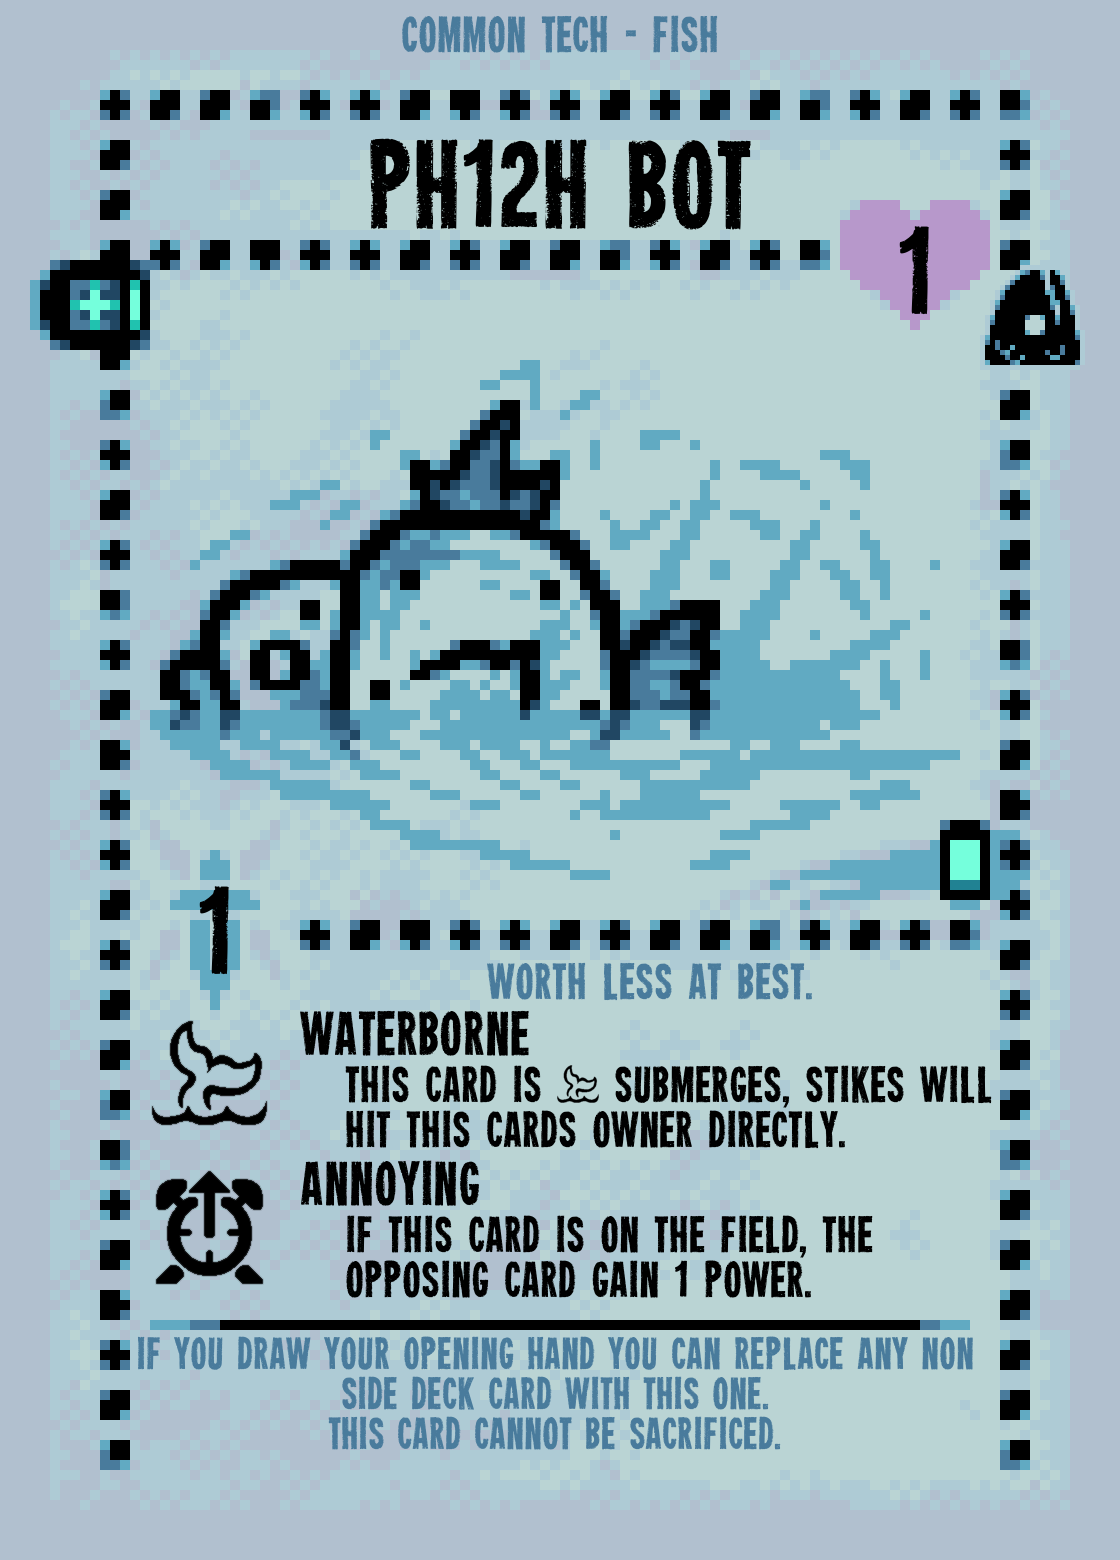 COMMON TECH - FISH
PH12H BOT
1
1
WORTH LESS AT BEST.
WATERBORNE
THIS CARD IS SUBMERGES, STIKES WILL
HIT THIS CARDS OWNER DIRECTLY.
ANNOYING
IF THIS CARD IS ON THE FIELD, THE
OPPOSING CARD GAIN 1 POWER.
IF YOU DRAW YOUR OPENING HAND YOU CAN REPLACE ANY NON
SIDE DECK CARD WITH THIS ONE.
THIS CARD CANNOT BE SACRIFICED.